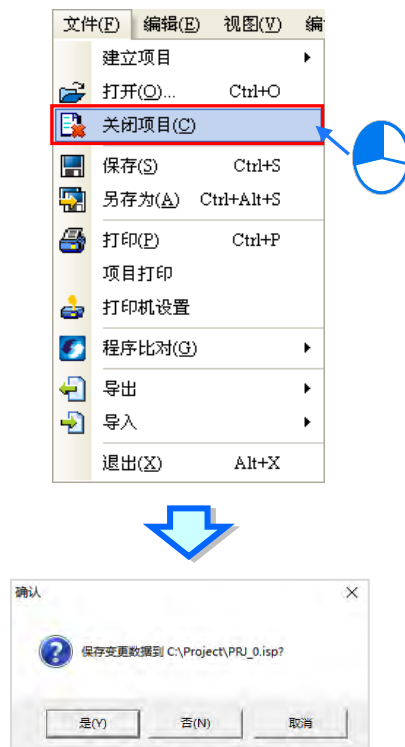 文件(F) 编辑(E) 视图(V) 编
建立项目
打开(O)... Ctrl+O
关闭项目(C)
保存(S) Ctrl+S
另存为(A) Ctrl+Alt+S
打印(P) Ctrl+P
项目打印
打印机设置
程序比对(G)
导出
导入
退出(X) Alt+X
确认
保存变更数据到 C:\Project\PRJ_0.isp?
是(Y) 否(N) 取消